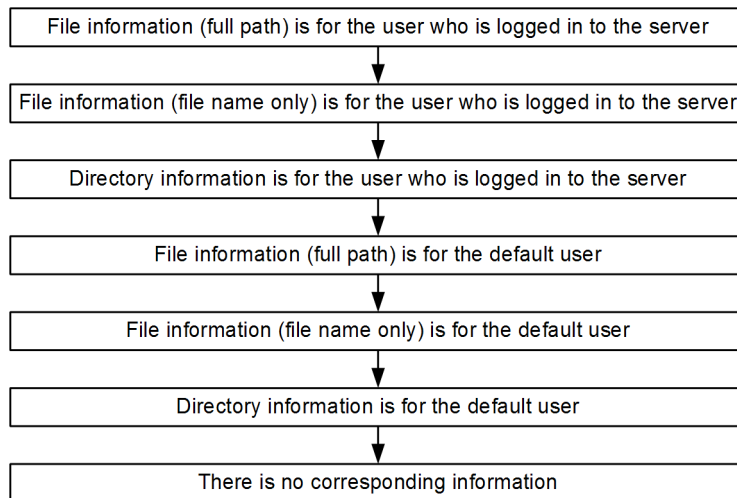 File information (full path) is for the user who is logged in to the server
File information (file name only) is for the user who is logged in to the server
Directory information is for the user who is logged in to the server
File information (full path) is for the default user
File information (file name only) is for the default user
Directory information is for the default user
There is no corresponding information